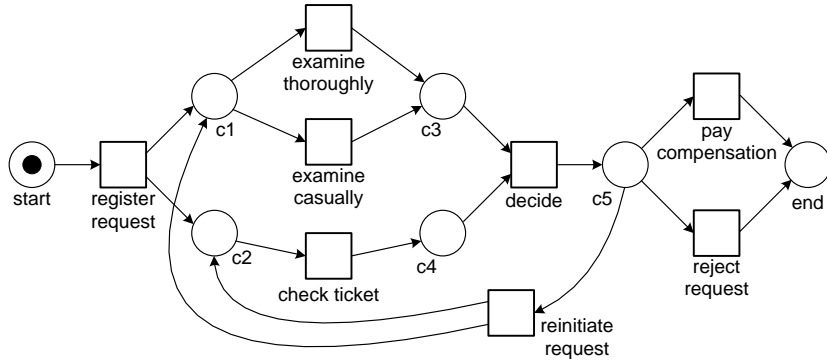 examine
thoroughly
c1
c3
pay
compensation
examine
casually
start
register
request
decide
c5
end
c2
c4
check ticket
reject
request
reinitiate
request